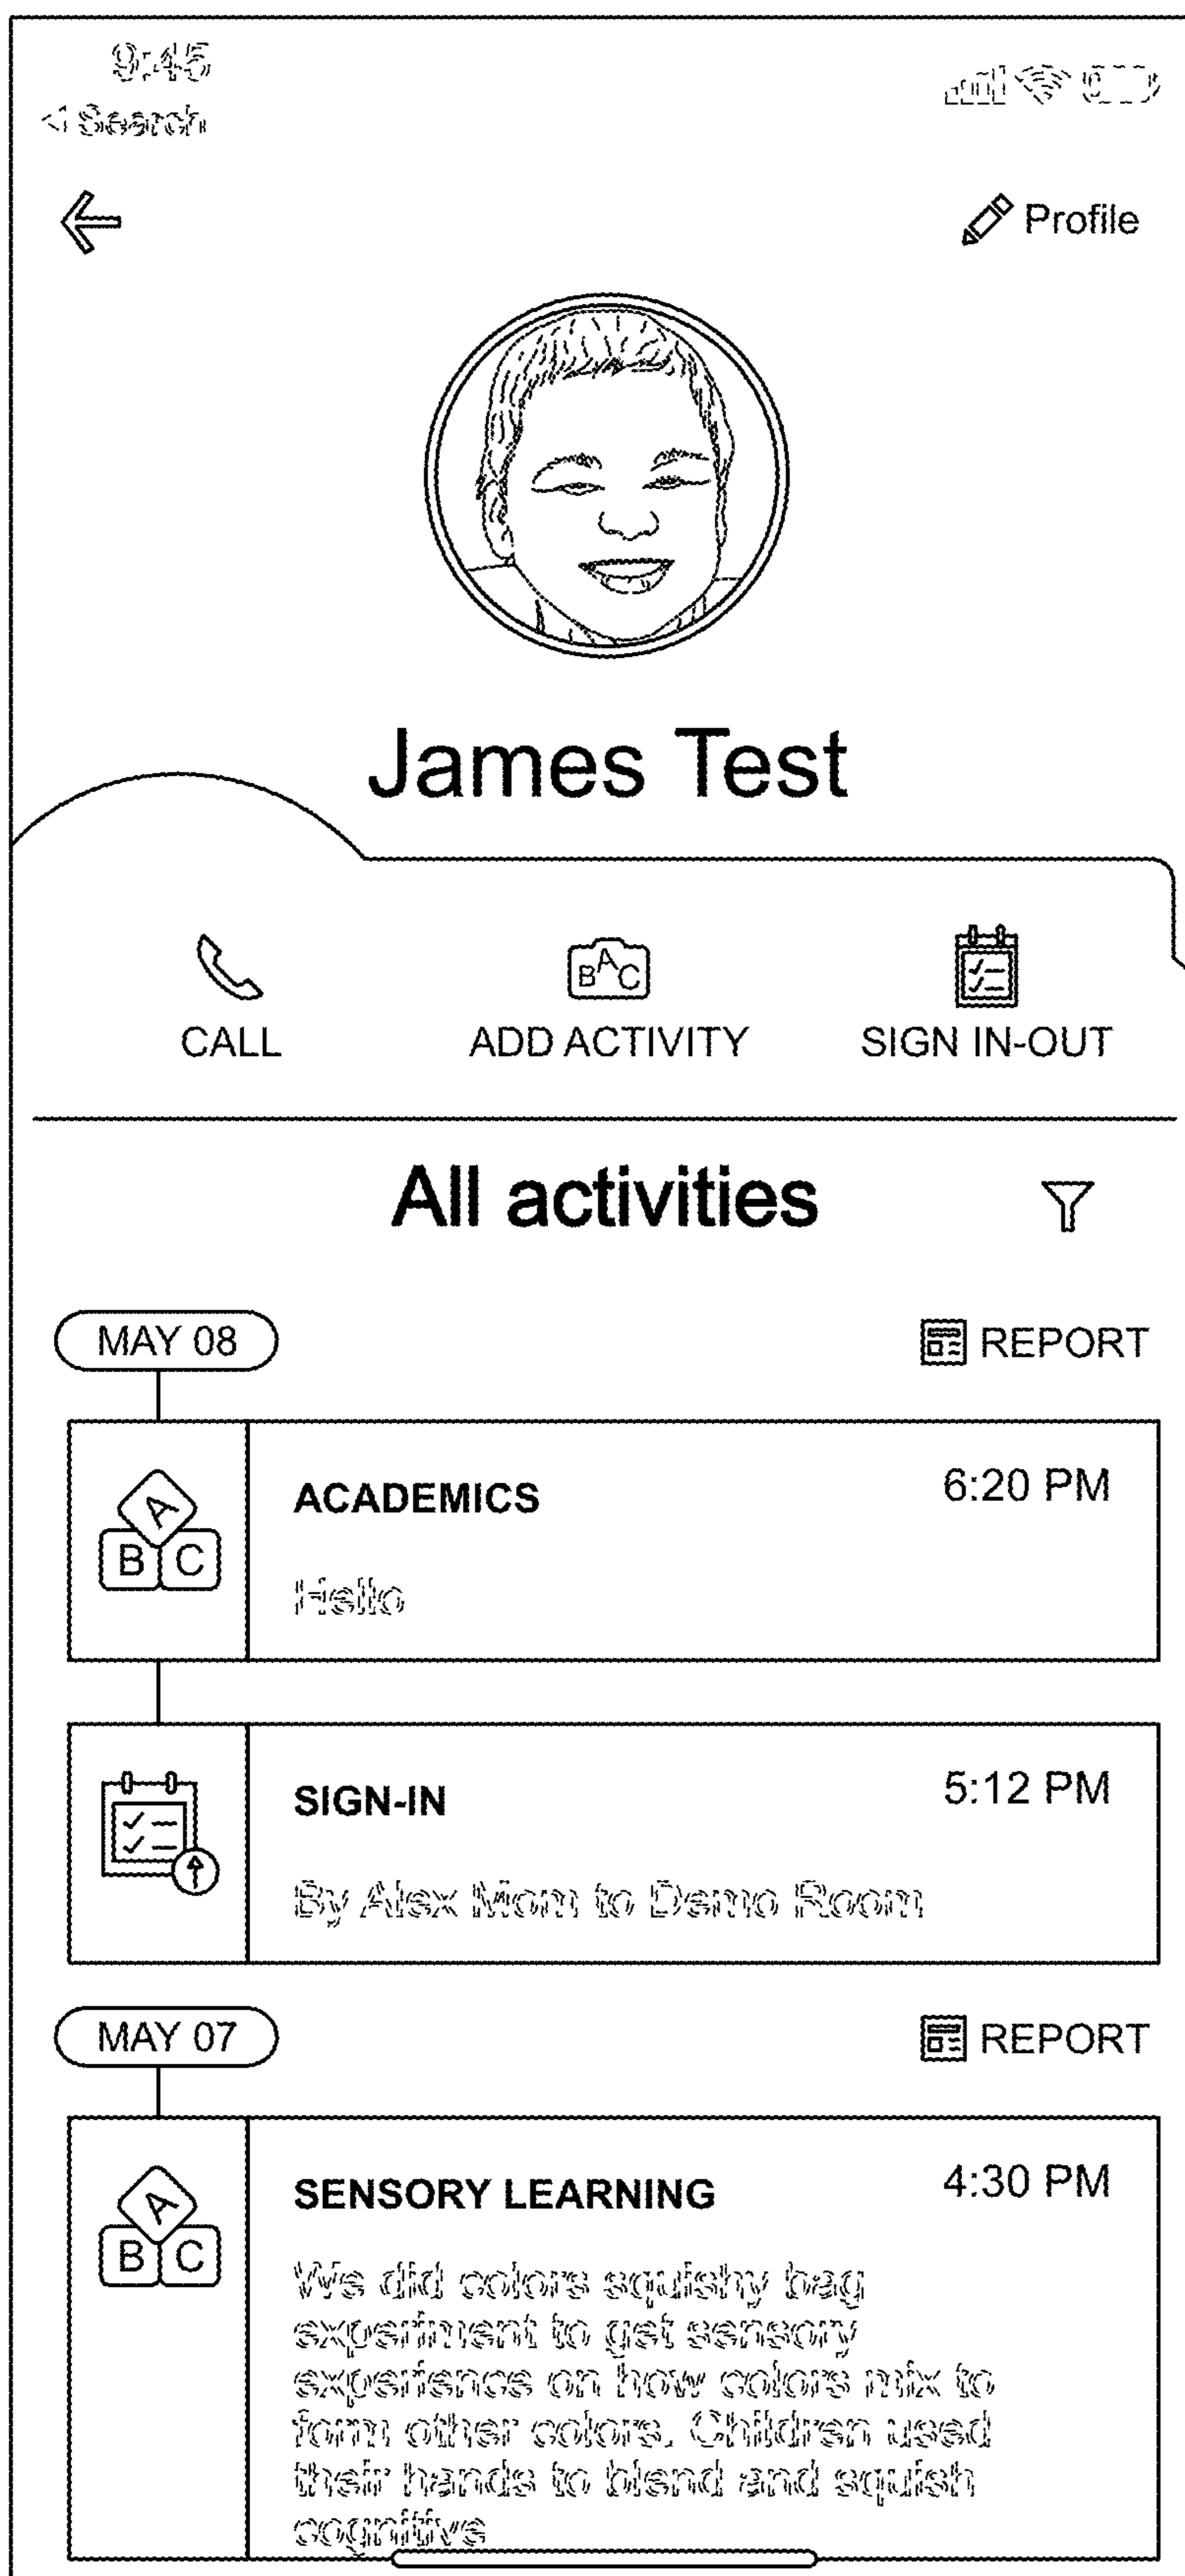 9:45
Search
Profile
James Test
B A C
CALL
ADD ACTIVITY
SIGN IN-OUT
All activities
MAY 08
REPORT
A
B C
ACADEMICS
6:20 PM
Hello
SIGN-IN
5:12 PM
By Alex Mom to Demo Room
MAY 07
REPORT
A
B C
SENSORY LEARNING
4:30 PM
We did colors squishy bag
experiment to get sensory
experience on how colors mix to
form other colors. Children used
their hands to blend and squish
cognitive